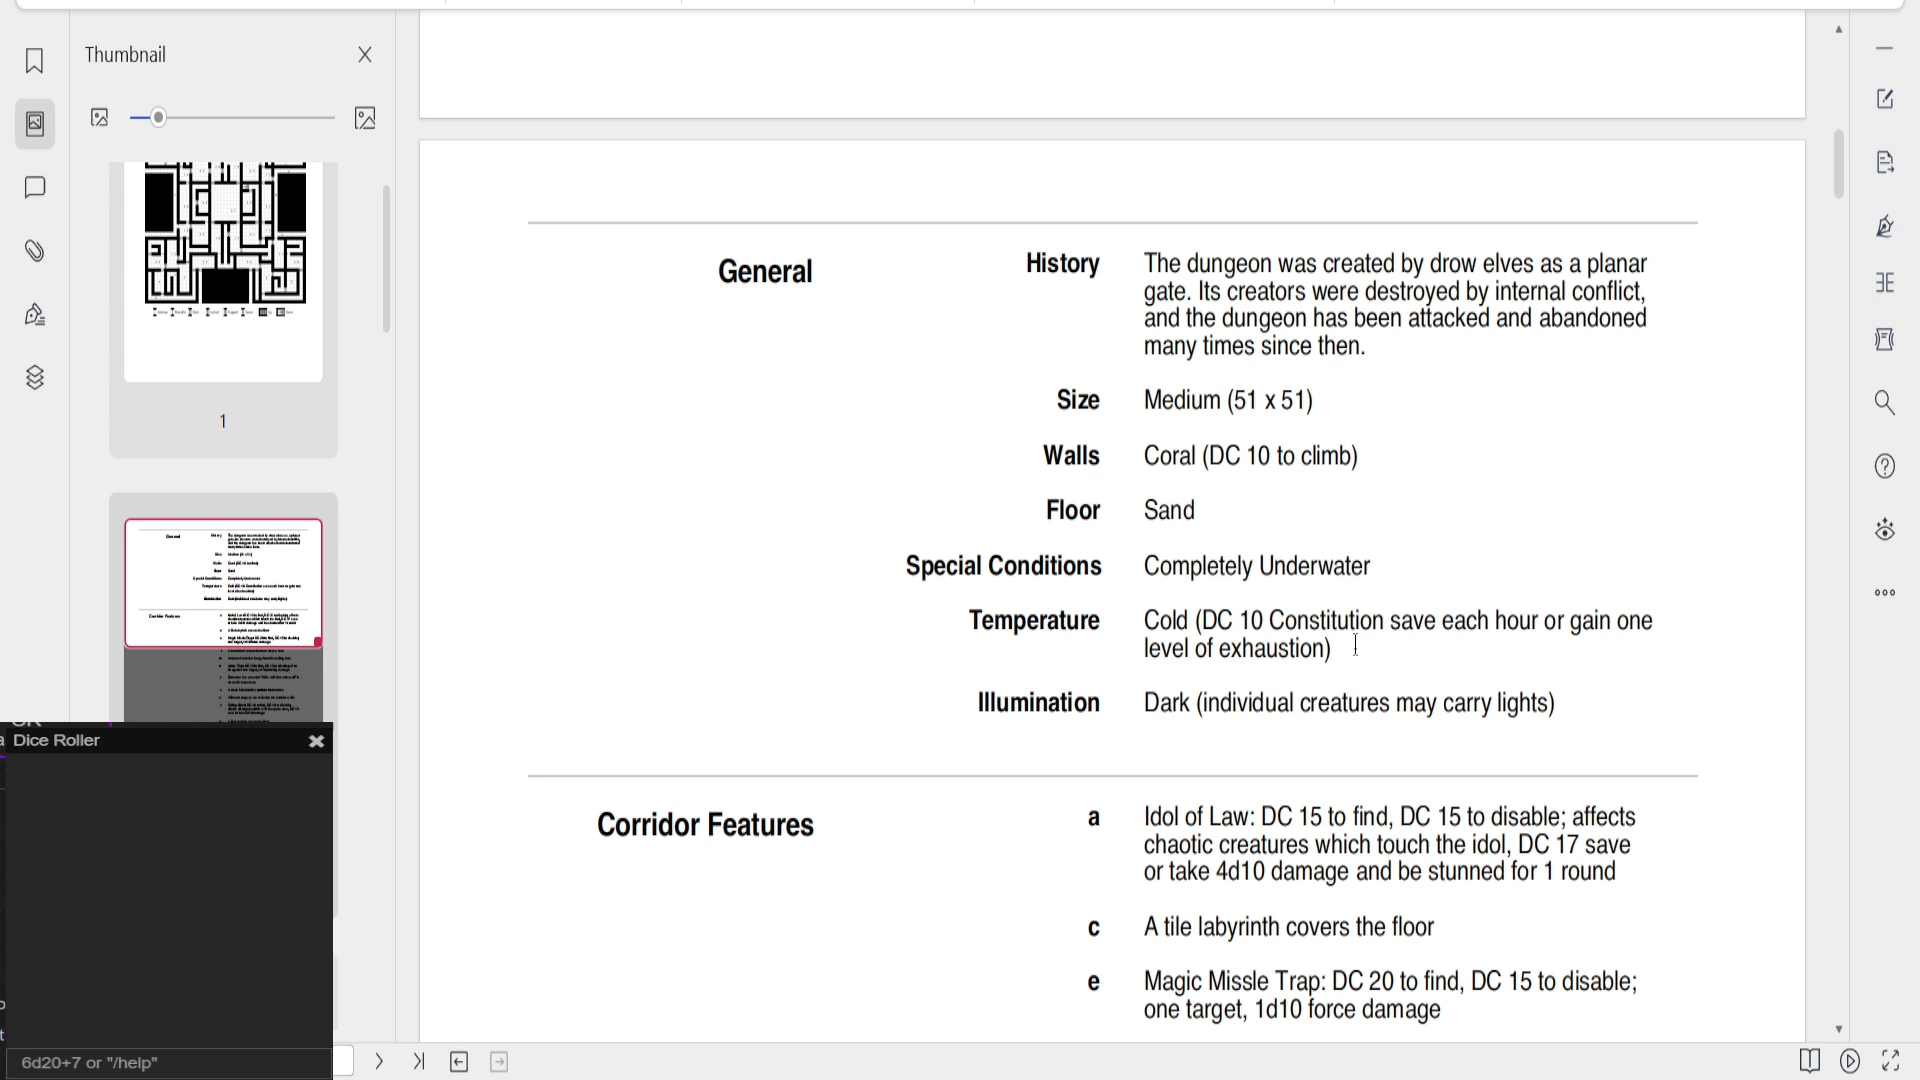 Thumbnail
1
General
History
The dungeon was created by drow elves as a planar
gate. Its creators were destroyed by internal conflict,
and the dungeon has been attacked and abandoned
many times since then.
Size
Medium (51 x 51)
Walls
Coral (DC 10 to climb)
Floor
Sand
Special Conditions
Completely Underwater
Temperature
Cold (DC 10 Constitution save each hour or gain one
level of exhaustion)
Illumination
Dark (individual creatures may carry lights)
Corridor Features
a
Idol of Law: DC 15 to find, DC 15 to disable; affects
chaotic creatures which touch the idol, DC 17 save
or take 4d10 damage and be stunned for 1 round
c
A tile labyrinth covers the floor
e
Magic Missle Trap: DC 20 to find, DC 15 to disable;
one target, 1d10 force damage
Dice Roller
6d20+7 or "/help"